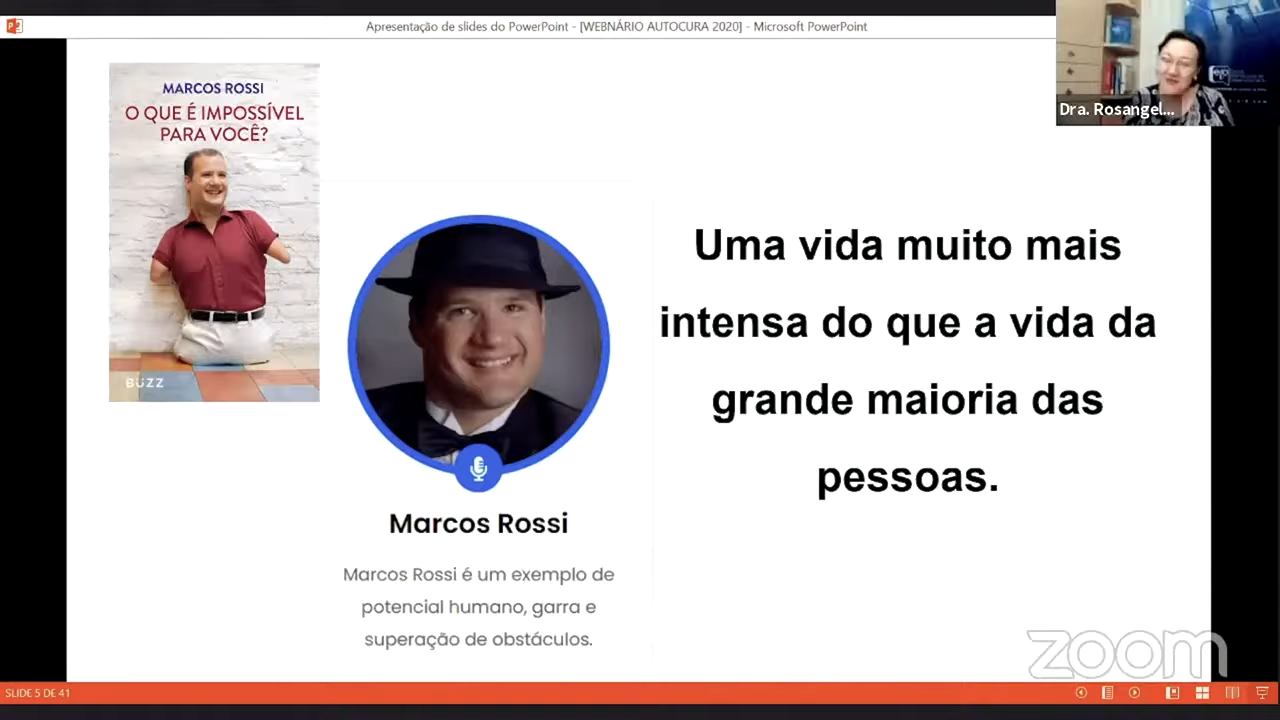 Apresentação de slides do PowerPoint - [WEBNÁRIO AUTOCURA 2020] - Microsoft PowerPoint
Dra. Rosangel...
MARCOS ROSSI
O QUE É IMPOSSÍVEL
PARA VOCÊ?
BUZZ
Uma vida muito mais
intensa do que a vida da
grande maioria das
pessoas.
Marcos Rossi
Marcos Rossi é um exemplo de
potencial humano, garra e
superação de obstáculos.
zoom
SLIDE 5 DE 41